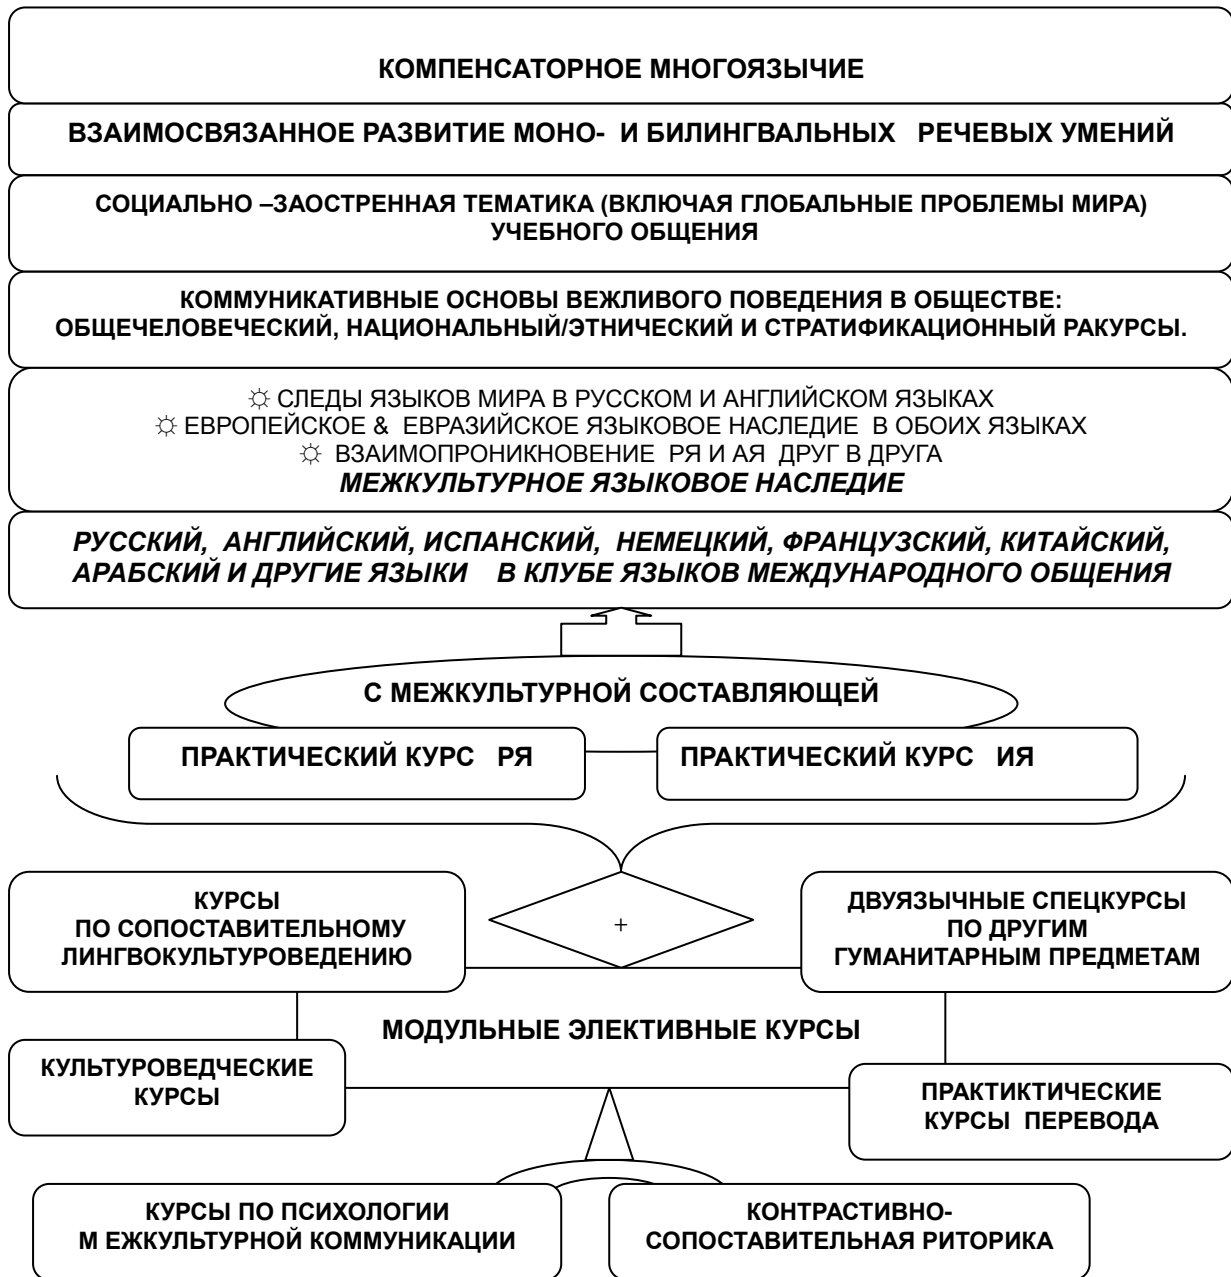 КОМПЕНСАТОРНОЕ МНОГОЯЗЫЧИЕ
ВЗАИМОСВЯЗАННОЕ РАЗВИТИЕ МОНО- И БИЛИНГВАЛЬНЫХ РЕЧЕВЫХ УМЕНИЙ
СОЦИАЛЬНО –ЗАОСТРЕННАЯ ТЕМАТИКА (ВКЛЮЧАЯ ГЛОБАЛЬНЫЕ ПРОБЛЕМЫ МИРА)
УЧЕБНОГО ОБЩЕНИЯ
КОММУНИКАТИВНЫЕ ОСНОВЫ ВЕЖЛИВОГО ПОВЕДЕНИЯ В ОБЩЕСТВЕ:
ОБЩЕЧЕЛОВЕЧЕСКИЙ, НАЦИОНАЛЬНЫЙ/ЭТНИЧЕСКИЙ И СТРАТИФИКАЦИОННЫЙ РАКУРСЫ.
☼ СЛЕДЫ ЯЗЫКОВ МИРА В РУССКОМ И АНГЛИЙСКОМ ЯЗЫКАХ
☼ ЕВРОПЕЙСКОЕ & ЕВРАЗИЙСКОЕ ЯЗЫКОВОЕ НАСЛЕДИЕ В ОБОИХ ЯЗЫКАХ
☼ ВЗАИМОПРОНИКНОВЕНИЕ РЯ И АЯ ДРУГ В ДРУГА
МЕЖКУЛЬТУРНОЕ ЯЗЫКОВОЕ НАСЛЕДИЕ
РУССКИЙ, АНГЛИЙСКИЙ, ИСПАНСКИЙ, НЕМЕЦКИЙ, ФРАНЦУЗСКИЙ, КИТАЙСКИЙ,
АРАБСКИЙ И ДРУГИЕ ЯЗЫКИ В КЛУБЕ ЯЗЫКОВ МЕЖДУНАРОДНОГО ОБЩЕНИЯ
С МЕЖКУЛЬТУРНОЙ СОСТАВЛЯЮЩЕЙ
ПРАКТИЧЕСКИЙ КУРС РЯ
ПРАКТИЧЕСКИЙ КУРС ИЯ
КУРСЫ
ПО СОПОСТАВИТЕЛЬНОМУ
ЛИНГВОКУЛЬТУРОВЕДЕНИЮ
+
ДВУЯЗЫЧНЫЕ СПЕЦКУРСЫ
ПО ДРУГИМ
ГУМАНИТАРНЫМ ПРЕДМЕТАМ
МОДУЛЬНЫЕ ЭЛЕКТИВНЫЕ КУРСЫ
КУЛЬТУРОВЕДЧЕСКИЕ
КУРСЫ
ПРАКТИКТИЧЕСКИЕ
КУРСЫ ПЕРЕВОДА
КУРСЫ ПО ПСИХОЛОГИИ
М ЕЖКУЛЬТУРНОЙ КОММУНИКАЦИИ
КОНТРАСТИВНО-
СОПОСТАВИТЕЛЬНАЯ РИТОРИКА